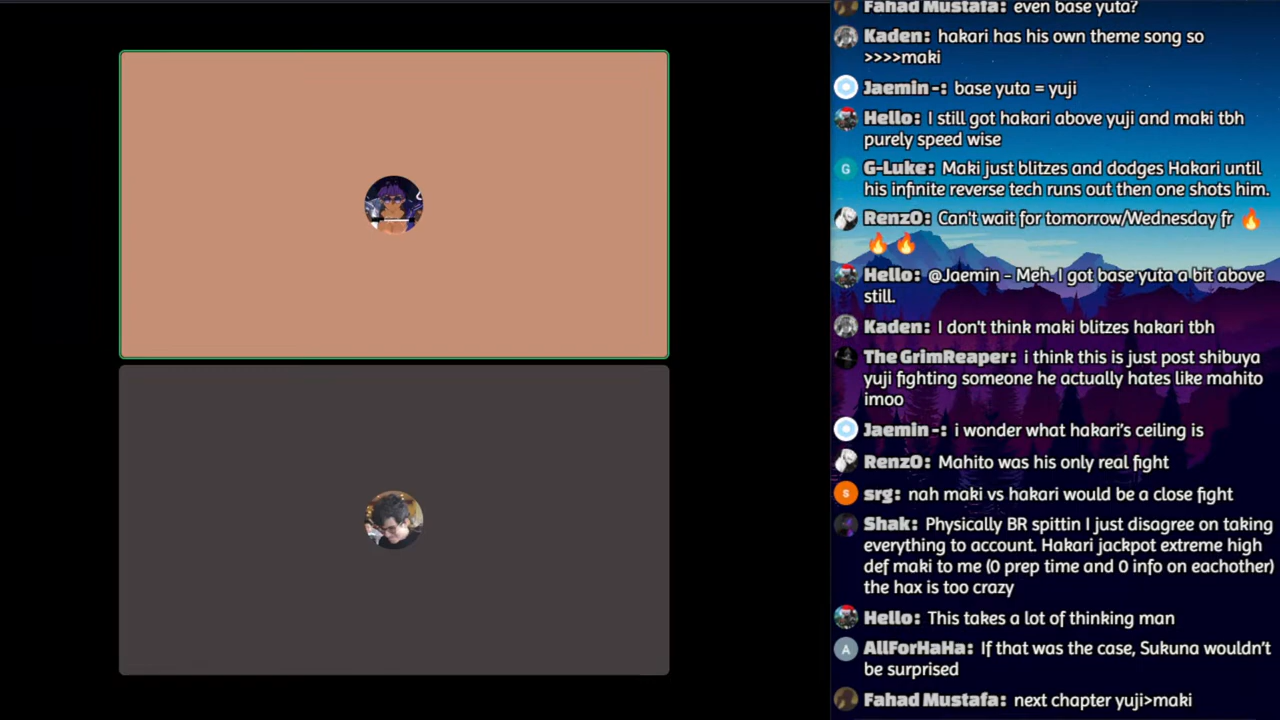 Fahad Mustafa: even base yuta?
Kaden: hakari has his own theme song so
>>>>maki
Jaemin -: base yuta = yuji
Hello: I still got hakari above yuji and maki tbh
purely speed wise
G G-Luke: Maki just blitzes and dodges Hakari until
his infinite reverse tech runs out then one shots him.
RenzO: Can't wait for tomorrow/Wednesday fr 🔥
🔥 🔥
Hello: @Jaemin - Meh. I got base yuta a bit above
still.
Kaden: I don't think maki blitzes hakari tbh
The GrimReaper: i think this is just post shibuya
yuji fighting someone he actually hates like mahito
imoo
Jaemin -: i wonder what hakari's ceiling is
RenzO: Mahito was his only real fight
S srg: nah maki vs hakari would be a close fight
Shak: Physically BR spittin I just disagree on taking
everything to account. Hakari jackpot extreme high
def maki to me (0 prep time and 0 info on eachother)
the hax is too crazy
Hello: This takes a lot of thinking man
A AllForHaHa: If that was the case, Sukuna wouldn't
be surprised
Fahad Mustafa: next chapter yuji>maki